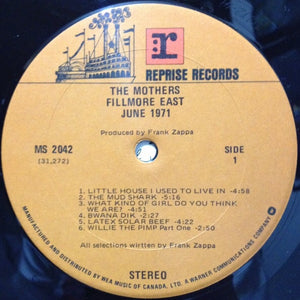 REPRISE RECORDS
THE MOTHERS
FILLMORE EAST
JUNE 1971
Produced by Frank Zappa
MS 2042
(31,272)
SIDE
1
1. LITTLE HOUSE I USED TO LIVE IN -4:58
2. THE MUD SHARK -5:16
3. WHAT KIND OF GIRL DO YOU THINK
WE ARE? -4:51
4. BWANA DIK -2:27
5. LATEX SOLAR BEEF -4:22
6. WILLIE THE PIMP Part One -2:50
All selections written by Frank Zappa
STEREO
MANUFACTURED AND DISTRIBUTED BY WEA MUSIC OF CANADA, LTD. A WARNER COMMUNICATIONS COMPANY